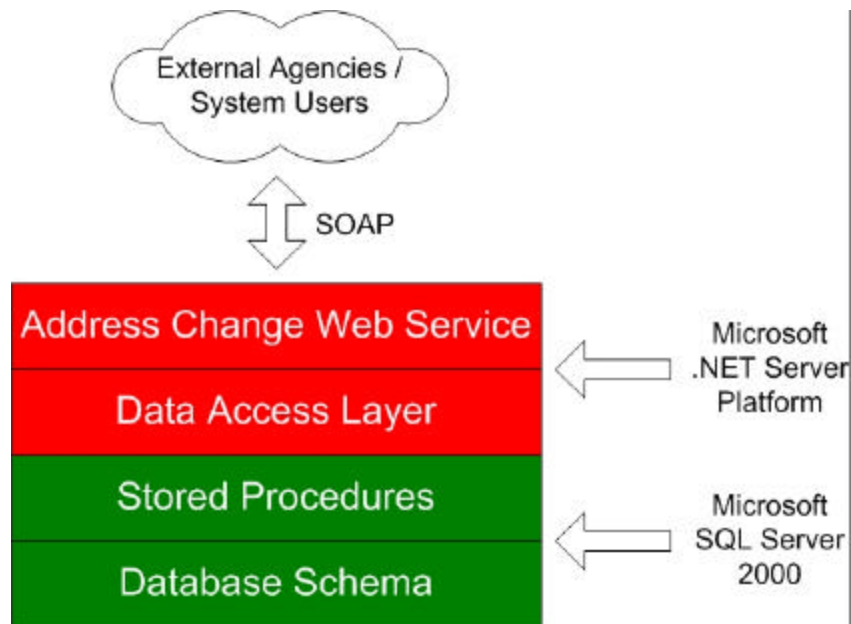 External Agencies /
System Users
SOAP
Address Change Web Service
Data Access Layer
Microsoft
.NET Server
Platform
Stored Procedures
Database Schema
Microsoft
SQL Server
2000